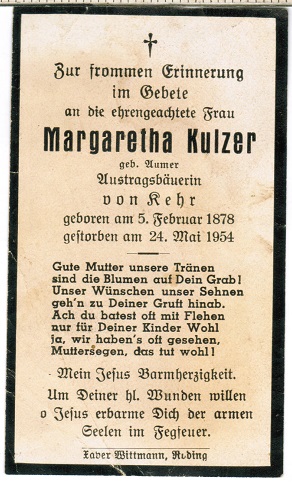 Zur frommen Erinnerung
im Gebete
an die ehrengeachtete Frau
Margaretha Kulzer
geb. Aumer
Austragsbäuerin
von Kehr
geboren am 5. Februar 1878
gestorben am 24. Mai 1954
Gute Mutter unsere Tränen
sind die Blumen auf Dein Grab!
Unser Wünschen unser Sehnen
geh'n zu Deiner Gruft hinab.
Ach du batest oft mit Flehen
nur für Deiner Kinder Wohl
ja, wir haben's oft gesehen,
Muttersegen, das tut wohl!
Mein Jesus Barmherzigkeit.
Um Deiner hl. Wunden willen
o Jesus erbarme Dich der armen
Seelen im Fegfeuer.
Xaver Wittmann, Roding